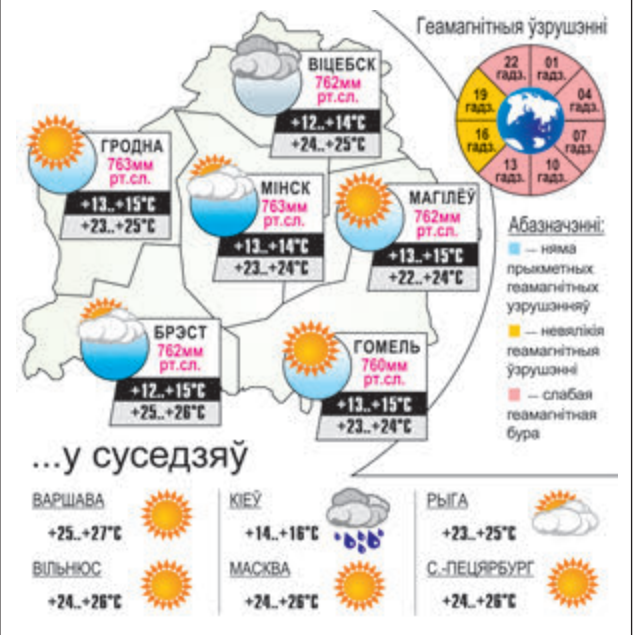 Геамагнітныя ўзрушэнні
22 гадз.
01 гадз.
04 гадз.
07 гадз.
10 гадз.
13 гадз.
16 гадз.
19 гадз.
ВІЦЕБСК
762мм
рт.сл.
+12..+14°C
+24..+25°C
ГРОДНА
763мм
рт.сл.
+13..+15°C
+23..+25°C
МІНСК
763мм
рт.сл.
+13..+14°C
+23..+24°C
МАГІЛЁЎ
762мм
рт.сл.
+13..+15°C
+22..+24°C
БРЭСТ
762мм
рт.сл.
+12..+15°C
+25..+26°C
ГОМЕЛЬ
760мм
рт.сл.
+13..+15°C
+23..+24°C
Абазначэнні:
– няма
прыкметных
геамагнітных
узрушэнняў
– невялікія
геамагнітныя
ўзрушэнні
– слабая
геамагнітная
бура
...у суседзяў
ВАРШАВА
+25..+27°C
КІЕЎ
+14..+16°C
РЫГА
+23..+25°C
ВІЛЬНЮС
+24..+26°C
МАСКВА
+24..+26°C
С.-ПЕЦЯРБУРГ
+24..+26°C